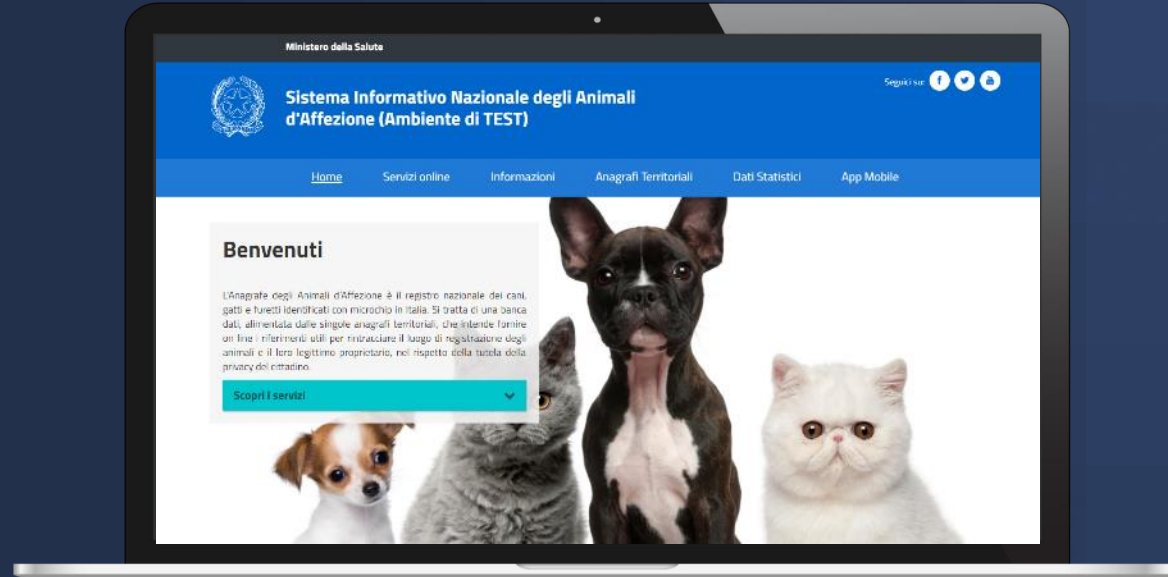 Ministero della Salute
Seguici su:
Sistema Informativo Nazionale degli Animali
d'Affezione (Ambiente di TEST)
Home Servizi online Informazioni Anagrafi Territoriali Dati Statistici App Mobile
Benvenuti
L'Anagrafe degli Animali d'Affezione è il registro nazionale dei cani,
gatti e furetti identificati con microchip in Italia. Si tratta di una banca
dati, alimentata dalle singole anagrafi territoriali, che intende fornire
on line i riferimenti utili per rintracciare il luogo di registrazione degli
animali e il loro legittimo proprietario, nel rispetto della tutela della
privacy del cittadino.
Scopri i servizi